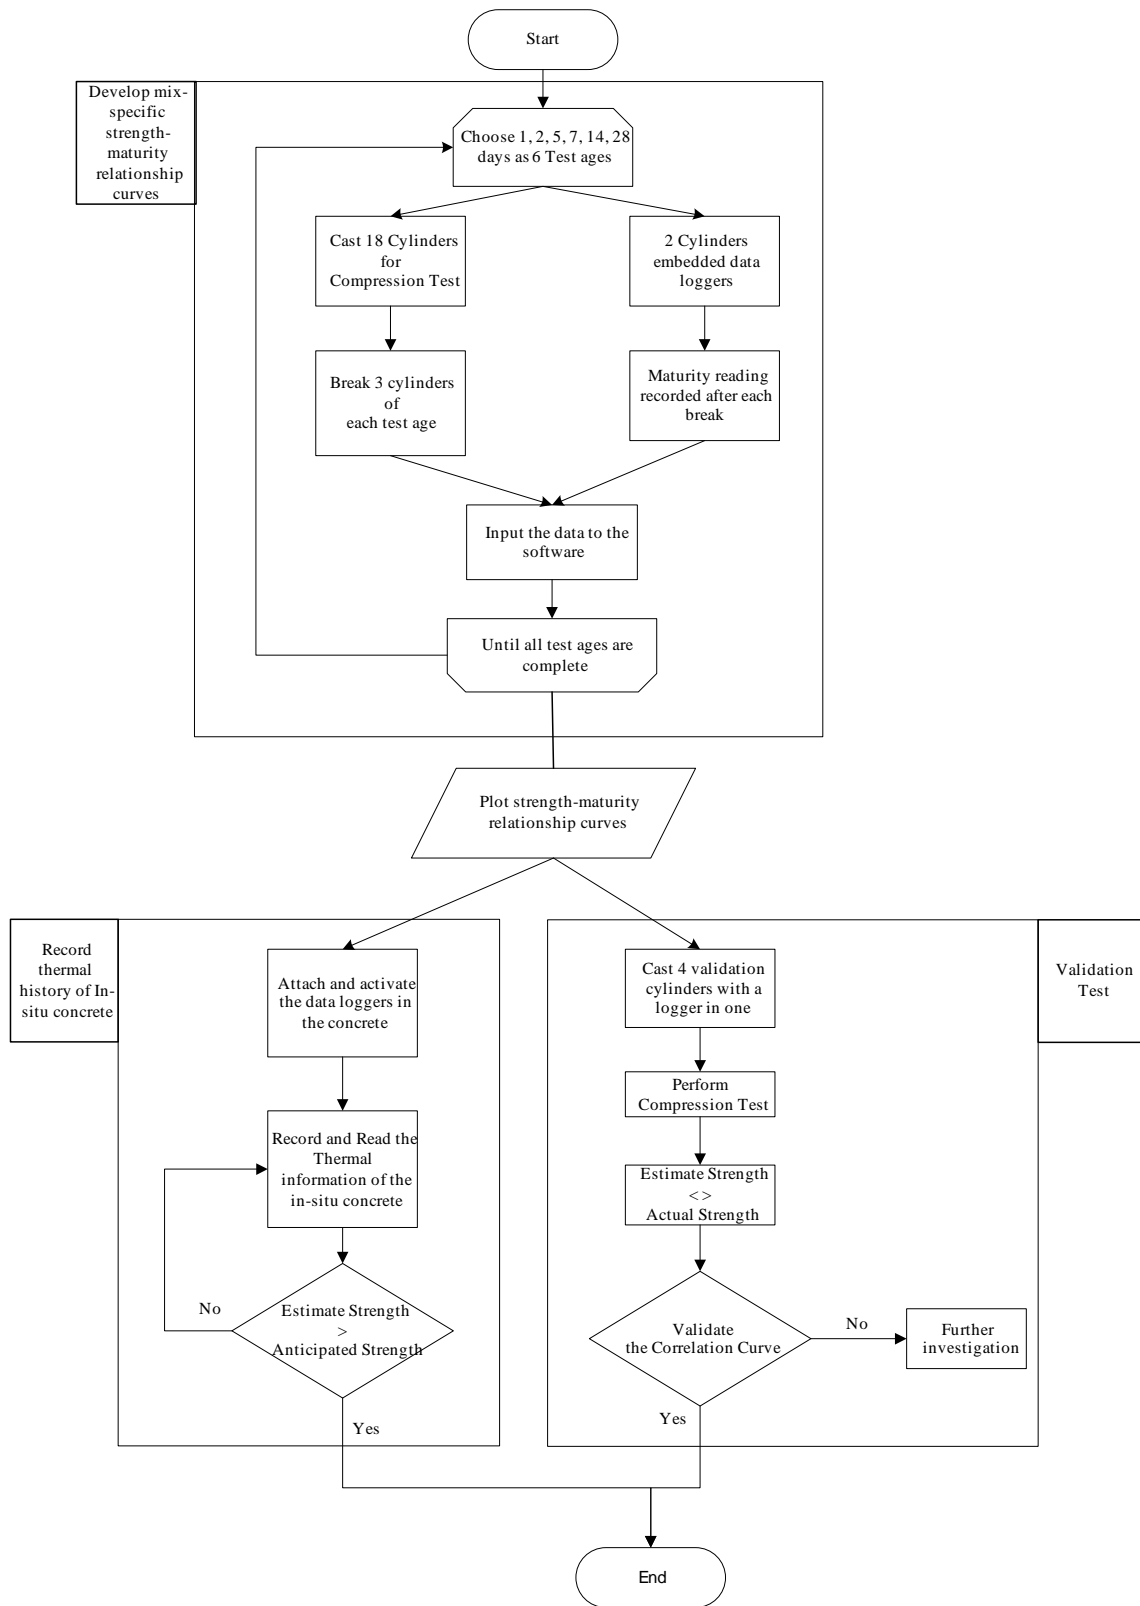 Start
Develop mix-
specific
strength-
maturity
relationship
curves
Choose 1, 2, 5, 7, 14, 28
days as 6 Test ages
Cast 18 Cylinders
for
Compression Test
2 Cylinders
embedded data
loggers
Break 3 cylinders
of
each test age
Maturity reading
recorded after each
break
Input the data to the
software
Until all test ages are
complete
Plot strength-maturity
relationship curves
Record
thermal
history of In-
situ concrete
Attach and activate
the data loggers in
the concrete
Record and Read the
Thermal
information of the
in-situ concrete
No
Estimate Strength
>
Anticipated Strength
Yes
Validation
Test
Cast 4 validation
cylinders with a
logger in one
Perform
Compression Test
Estimate Strength
< >
Actual Strength
Validate
the Correlation Curve
No
Further
investigation
Yes
End